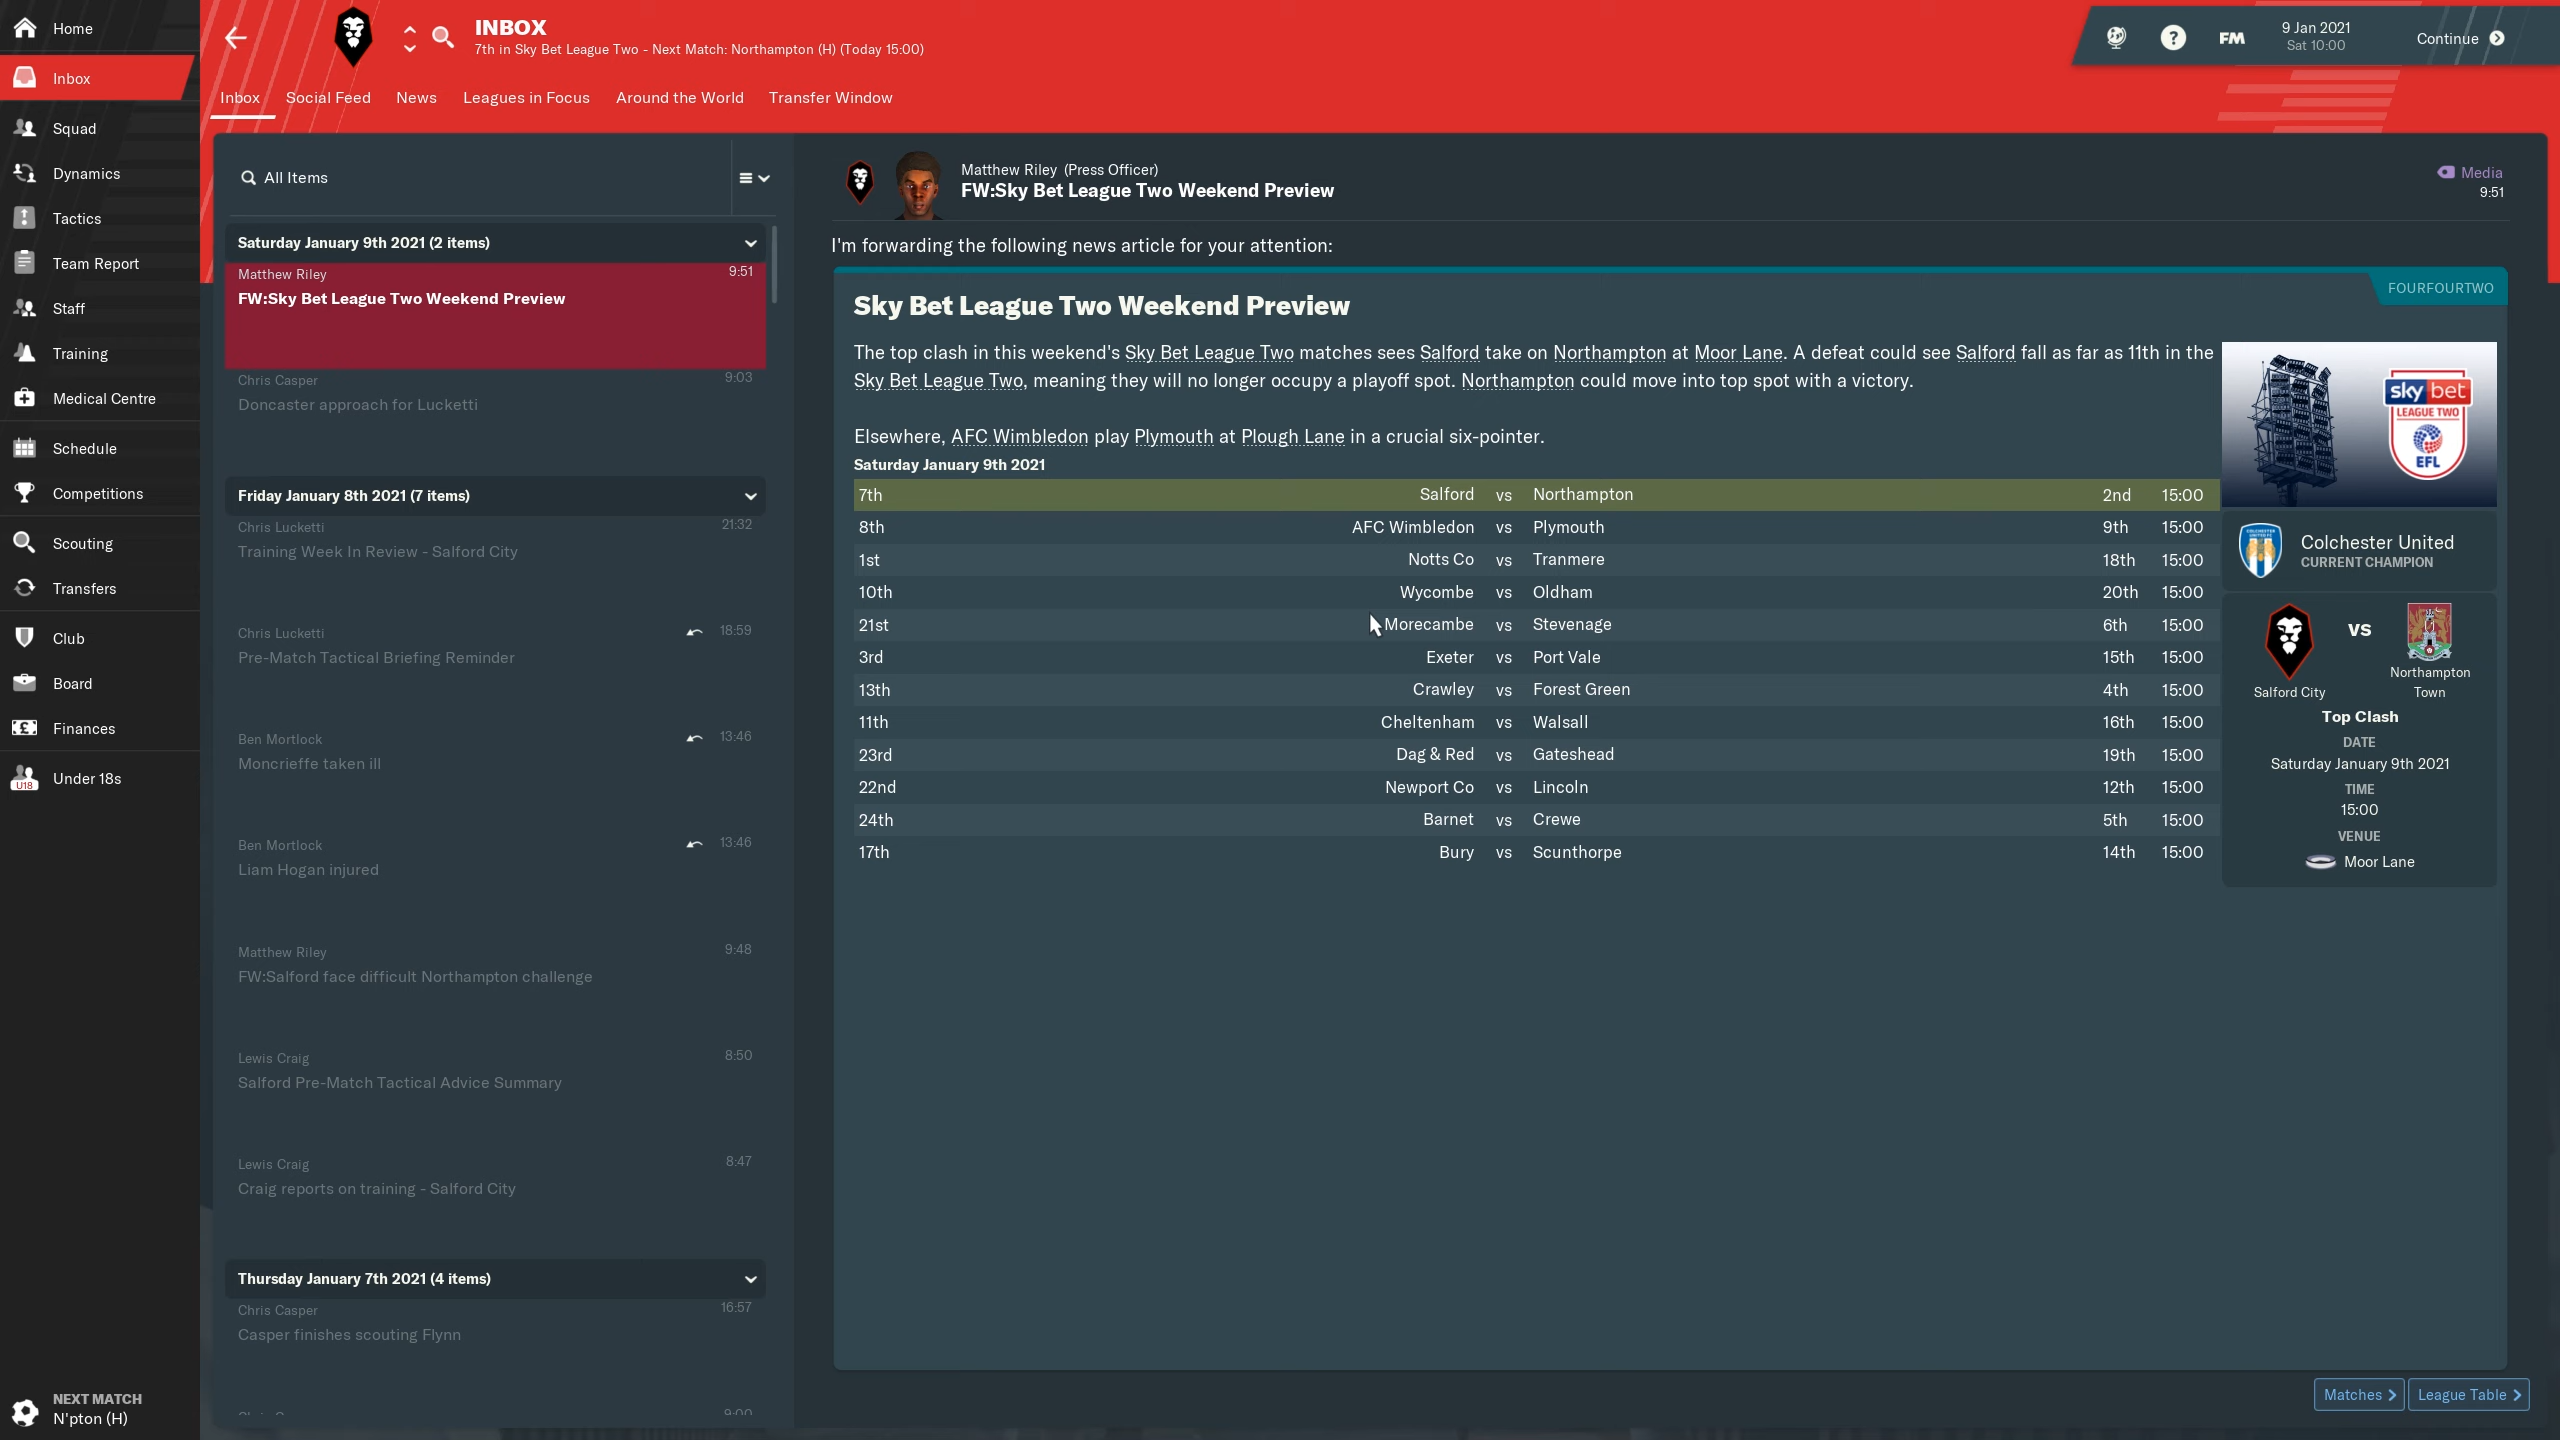 Home
Inbox
Squad
Dynamics
Tactics
Team Report
Staff
Training
Medical Centre
Schedule
Competitions
Scouting
Transfers
Club
Board
Finances
U18
Under 18s
NEXT MATCH
N'pton (H)
INBOX
7th in Sky Bet League Two - Next Match: Northampton (H) (Today 15:00)
?
FM
9 Jan 2021
Sat 10:00
Continue
Inbox
Social Feed
News
Leagues in Focus
Around the World
Transfer Window
All Items
Saturday January 9th 2021 (2 items)
Matthew Riley 9:51
FW:Sky Bet League Two Weekend Preview
Chris Casper 9:03
Doncaster approach for Lucketti
Friday January 8th 2021 (7 items)
Chris Lucketti 21:32
Training Week In Review - Salford City
Chris Lucketti 18:59
Pre-Match Tactical Briefing Reminder
Ben Mortlock 13:46
Moncrieffe taken ill
Ben Mortlock 13:46
Liam Hogan injured
Matthew Riley 9:48
FW:Salford face difficult Northampton challenge
Lewis Craig 8:50
Salford Pre-Match Tactical Advice Summary
Lewis Craig 8:47
Craig reports on training - Salford City
Thursday January 7th 2021 (4 items)
Chris Casper 16:57
Casper finishes scouting Flynn
Matthew Riley (Press Officer)
FW:Sky Bet League Two Weekend Preview
Media
9:51
I'm forwarding the following news article for your attention:
FOURFOURTWO
Sky Bet League Two Weekend Preview
The top clash in this weekend's Sky Bet League Two matches sees Salford take on Northampton at Moor Lane. A defeat could see Salford fall as far as 11th in the
Sky Bet League Two, meaning they will no longer occupy a playoff spot. Northampton could move into top spot with a victory.
Elsewhere, AFC Wimbledon play Plymouth at Plough Lane in a crucial six-pointer.
Saturday January 9th 2021
7th Salford vs Northampton 2nd 15:00
8th AFC Wimbledon vs Plymouth 9th 15:00
1st Notts Co vs Tranmere 18th 15:00
10th Wycombe vs Oldham 20th 15:00
21st Morecambe vs Stevenage 6th 15:00
3rd Exeter vs Port Vale 15th 15:00
13th Crawley vs Forest Green 4th 15:00
11th Cheltenham vs Walsall 16th 15:00
23rd Dag & Red vs Gateshead 19th 15:00
22nd Newport Co vs Lincoln 12th 15:00
24th Barnet vs Crewe 5th 15:00
17th Bury vs Scunthorpe 14th 15:00
sky bet
LEAGUE TWO
EFL
Colchester United
CURRENT CHAMPION
VS
Salford City
Northampton
Town
Top Clash
DATE
Saturday January 9th 2021
TIME
15:00
VENUE
Moor Lane
Matches
League Table